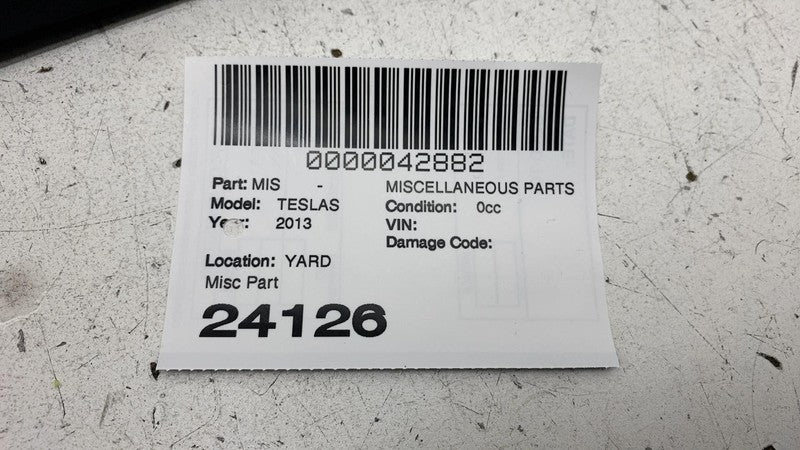 0000042882
Part: MIS - MISCELLANEOUS PARTS
Model: TESLAS Condition: 0cc
Year: 2013 VIN:
Damage Code:
Location: YARD
Misc Part
24126